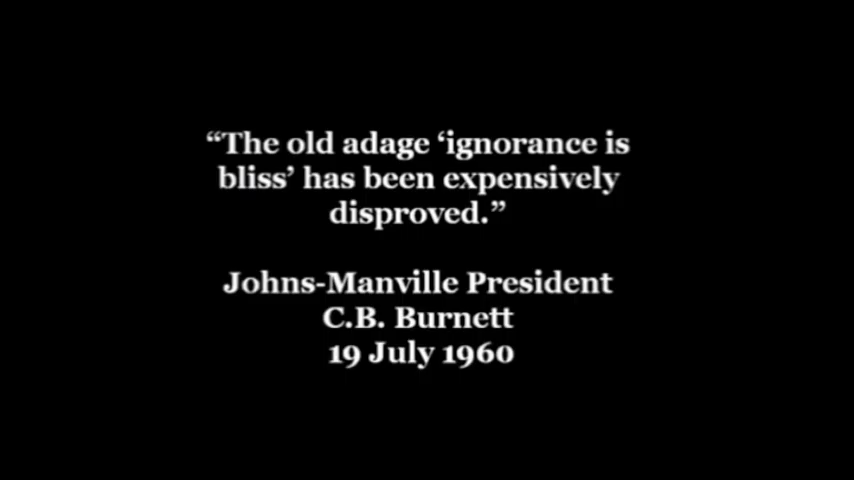 “The old adage ‘ignorance is
bliss’ has been expensively
disproved.”
Johns-Manville President
C.B. Burnett
19 July 1960